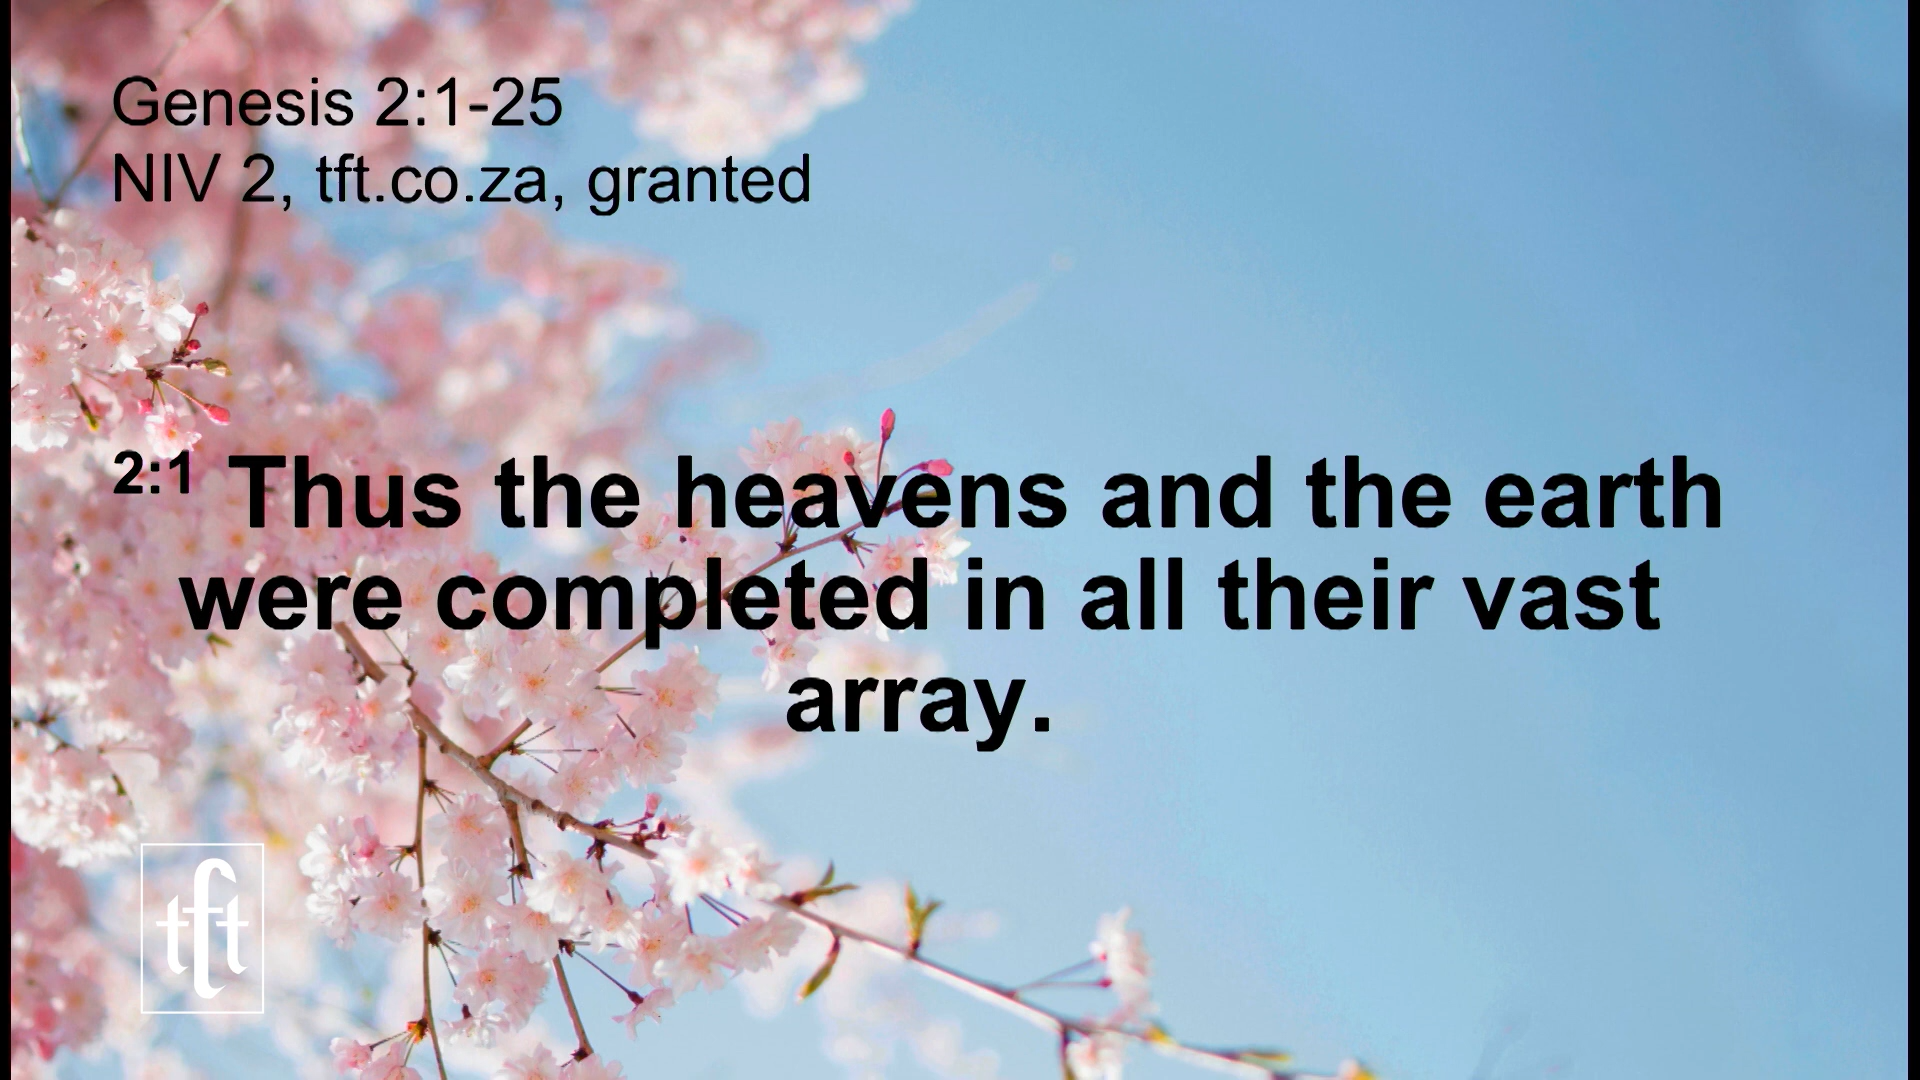 Genesis 2:1-25
NIV 2, tft.co.za, granted
2:1 Thus the heavens and the earth
were completed in all their vast
array.
tft